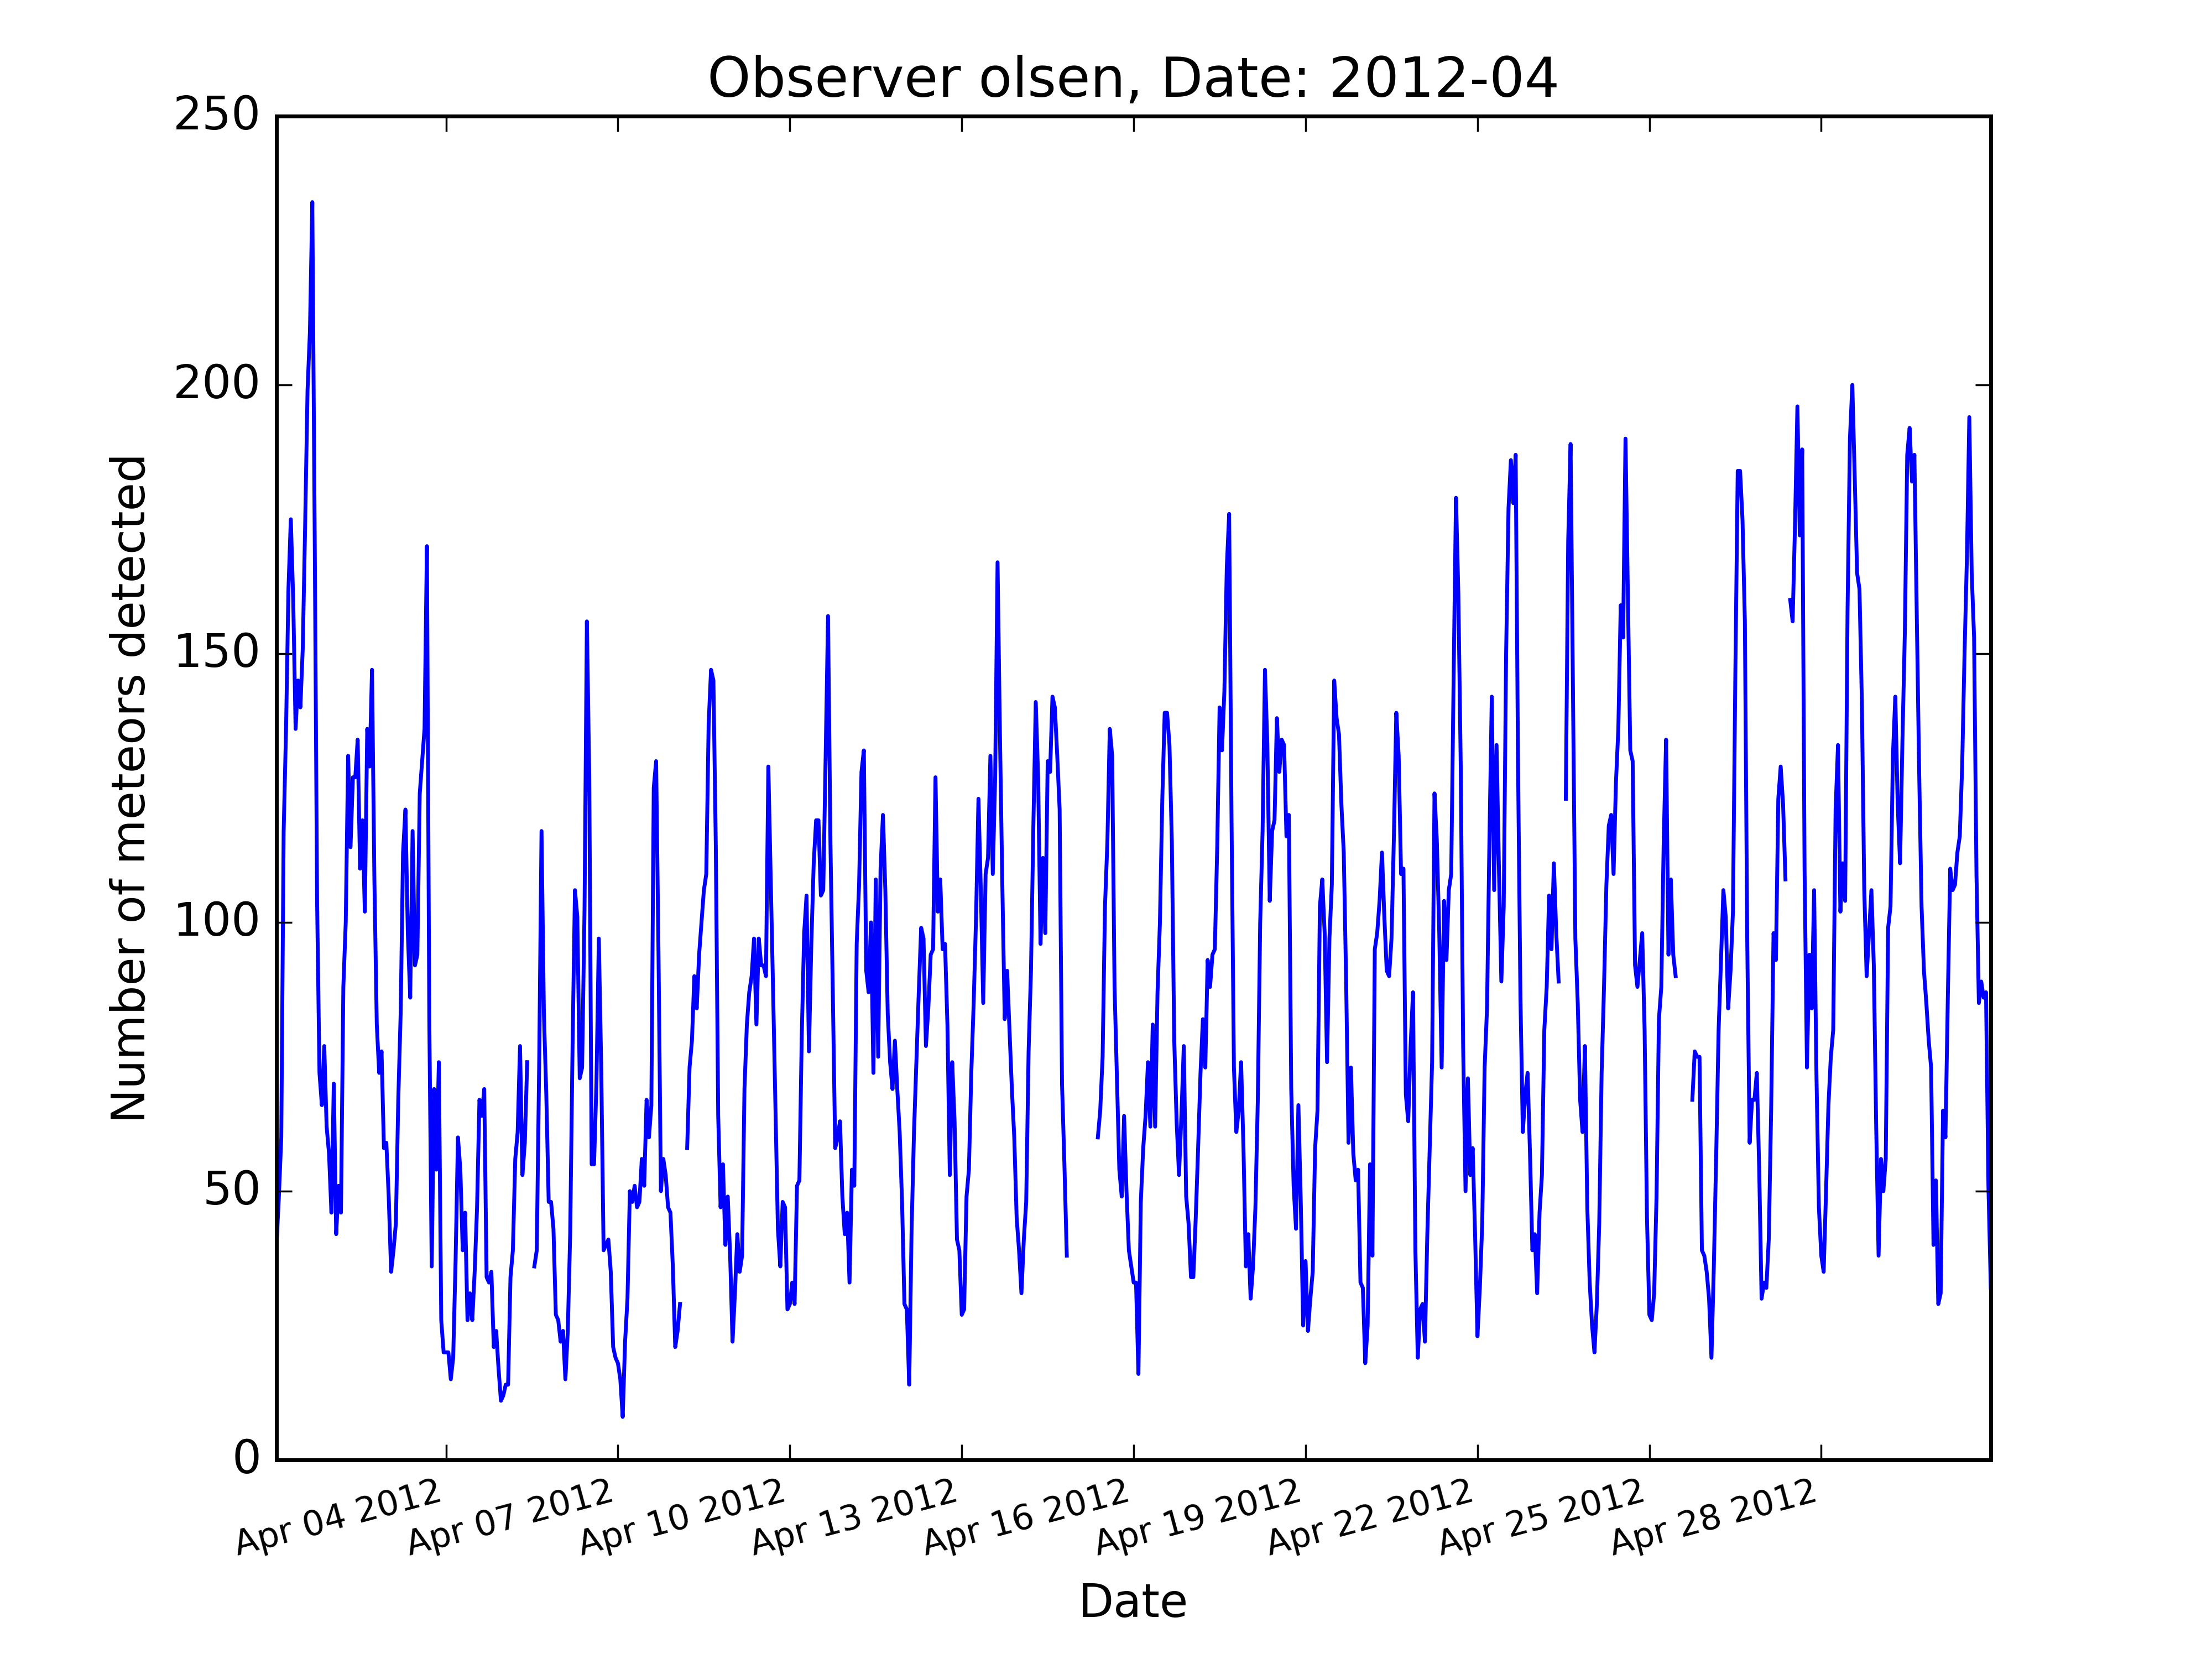 Observer olsen, Date: 2012-04
250
200
150
100
50
0
Number of meteors detected
Apr 04 2012
Apr 07 2012
Apr 10 2012
Apr 13 2012
Apr 16 2012
Apr 19 2012
Apr 22 2012
Apr 25 2012
Apr 28 2012
Date